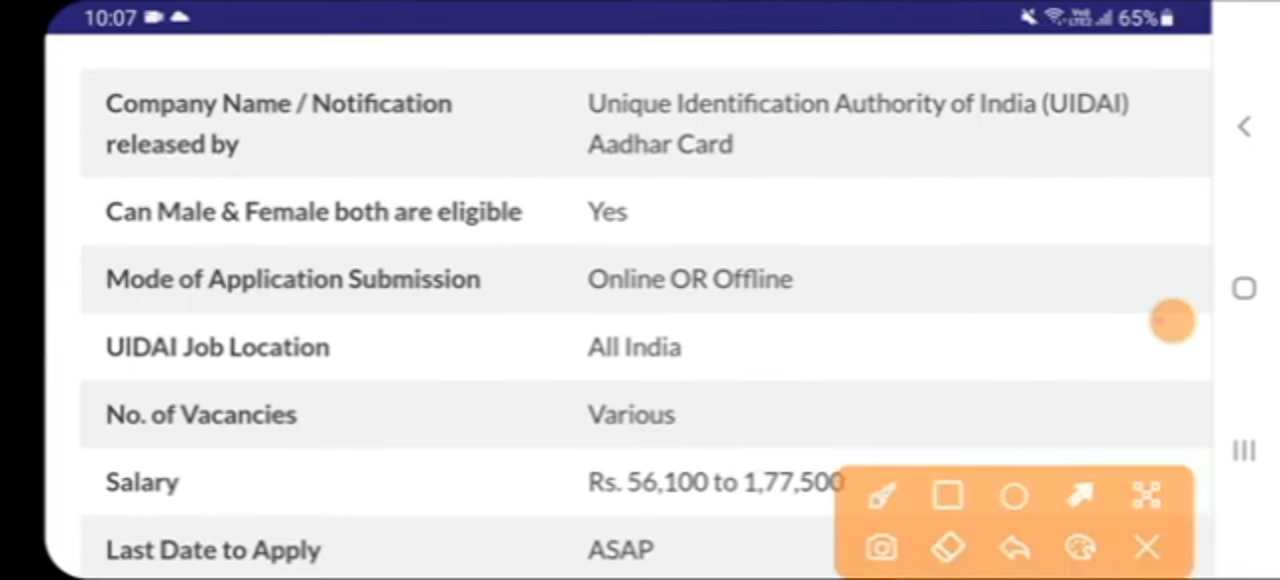 10:07 65%
Company Name / Notification Unique Identification Authority of India (UIDAI)
released by Aadhar Card
Can Male & Female both are eligible Yes
Mode of Application Submission Online OR Offline
UIDAI Job Location All India
No. of Vacancies Various
Salary Rs. 56,100 to 1,77,500
Last Date to Apply ASAP